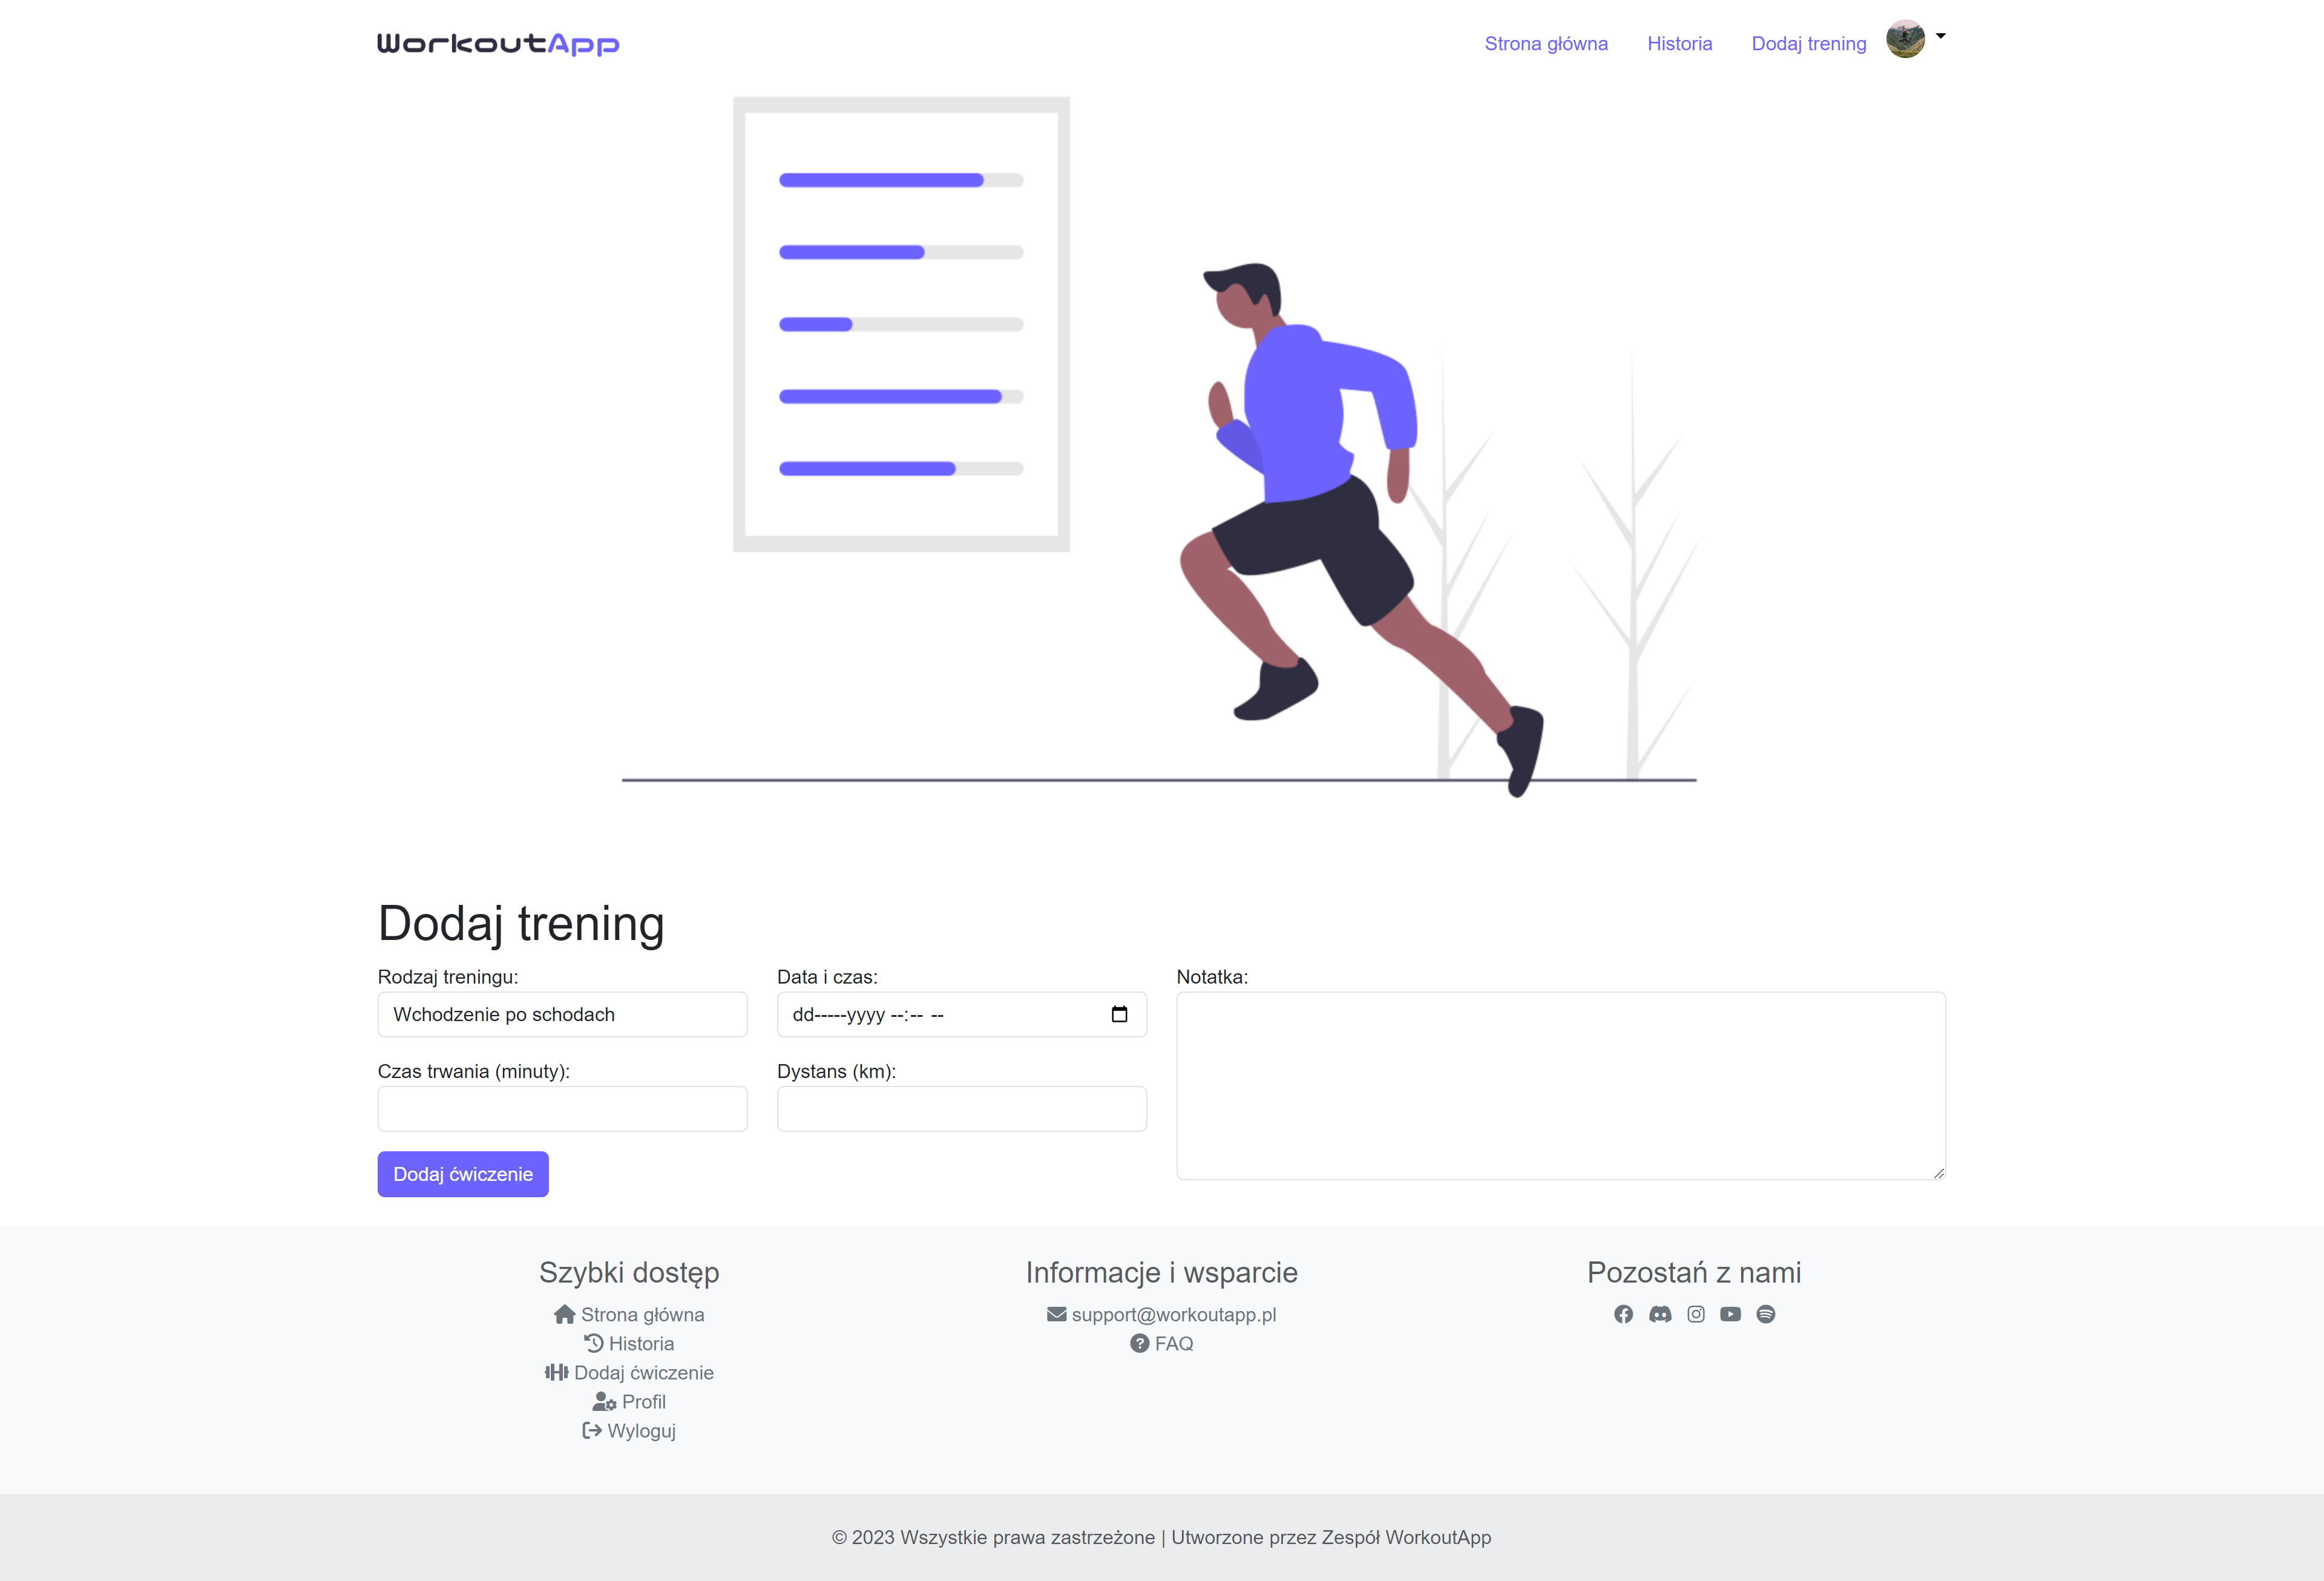 WorkoutApp
Strona główna Historia Dodaj trening
Dodaj trening
Rodzaj treningu: Data i czas: Notatka:
Wchodzenie po schodach dd-----yyyy --:-- --
Czas trwania (minuty): Dystans (km):
Dodaj ćwiczenie
Szybki dostęp
Strona główna
Historia
Dodaj ćwiczenie
Profil
Wyloguj
Informacje i wsparcie
support@workoutapp.pl
FAQ
Pozostań z nami
© 2023 Wszystkie prawa zastrzeżone | Utworzone przez Zespół WorkoutApp